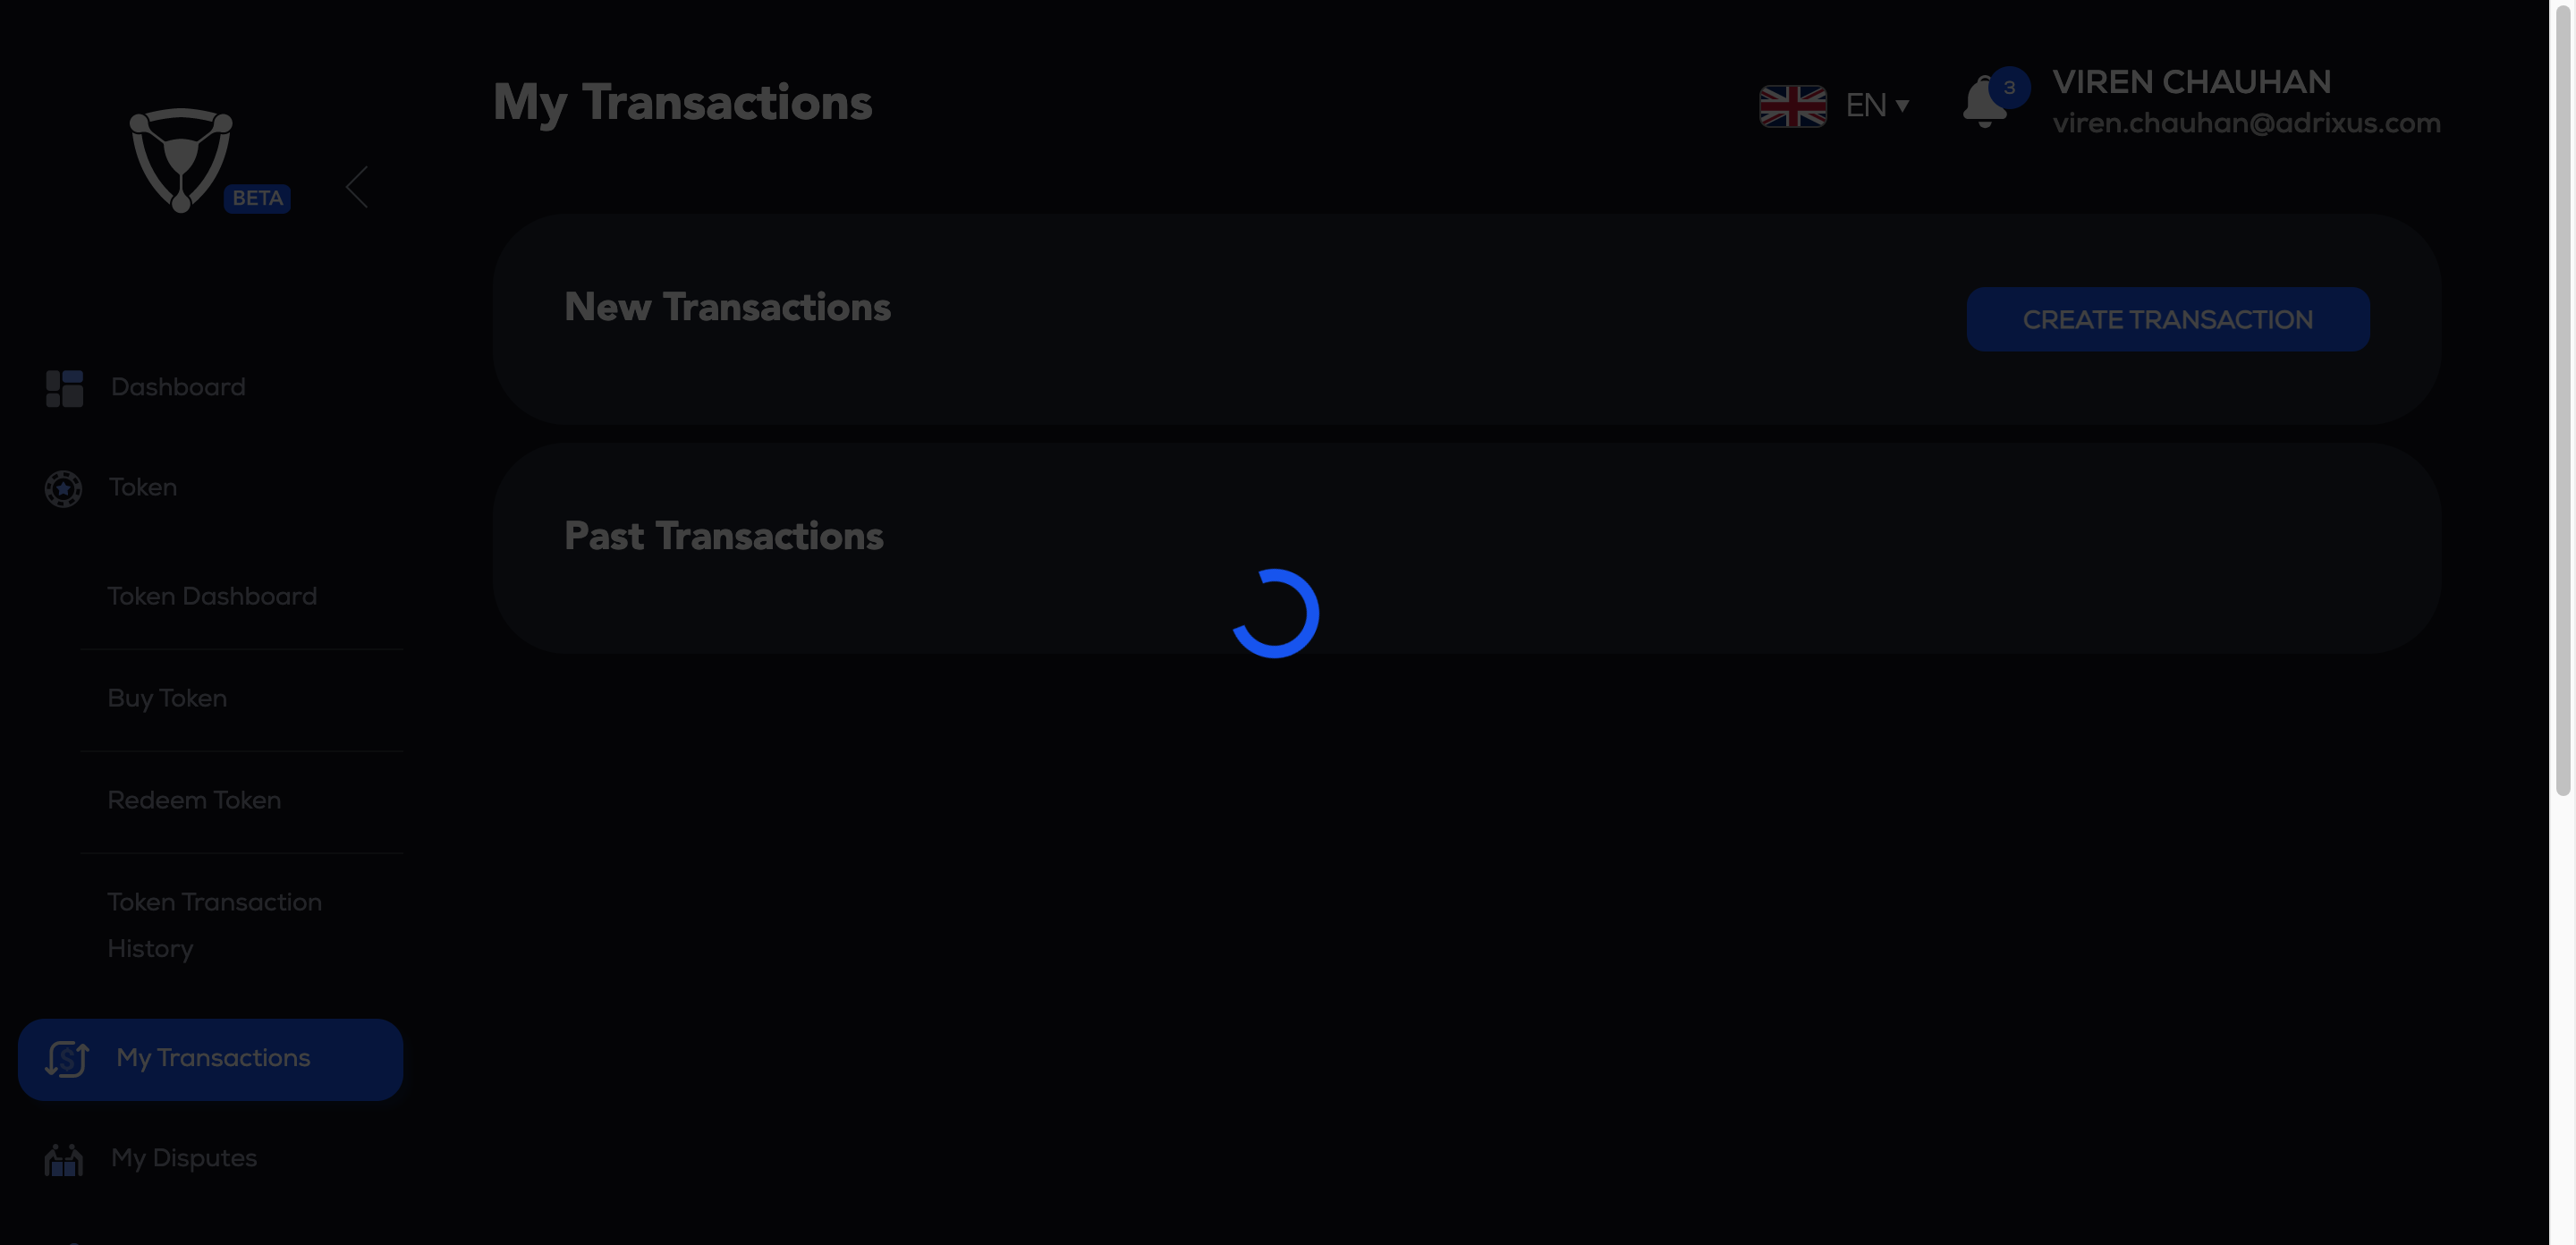 My Transactions
EN
3
VIREN CHAUHAN
viren.chauhan@adrixus.com
BETA
New Transactions
CREATE TRANSACTION
Past Transactions
Dashboard
Token
Token Dashboard
Buy Token
Redeem Token
Token Transaction
History
My Transactions
My Disputes